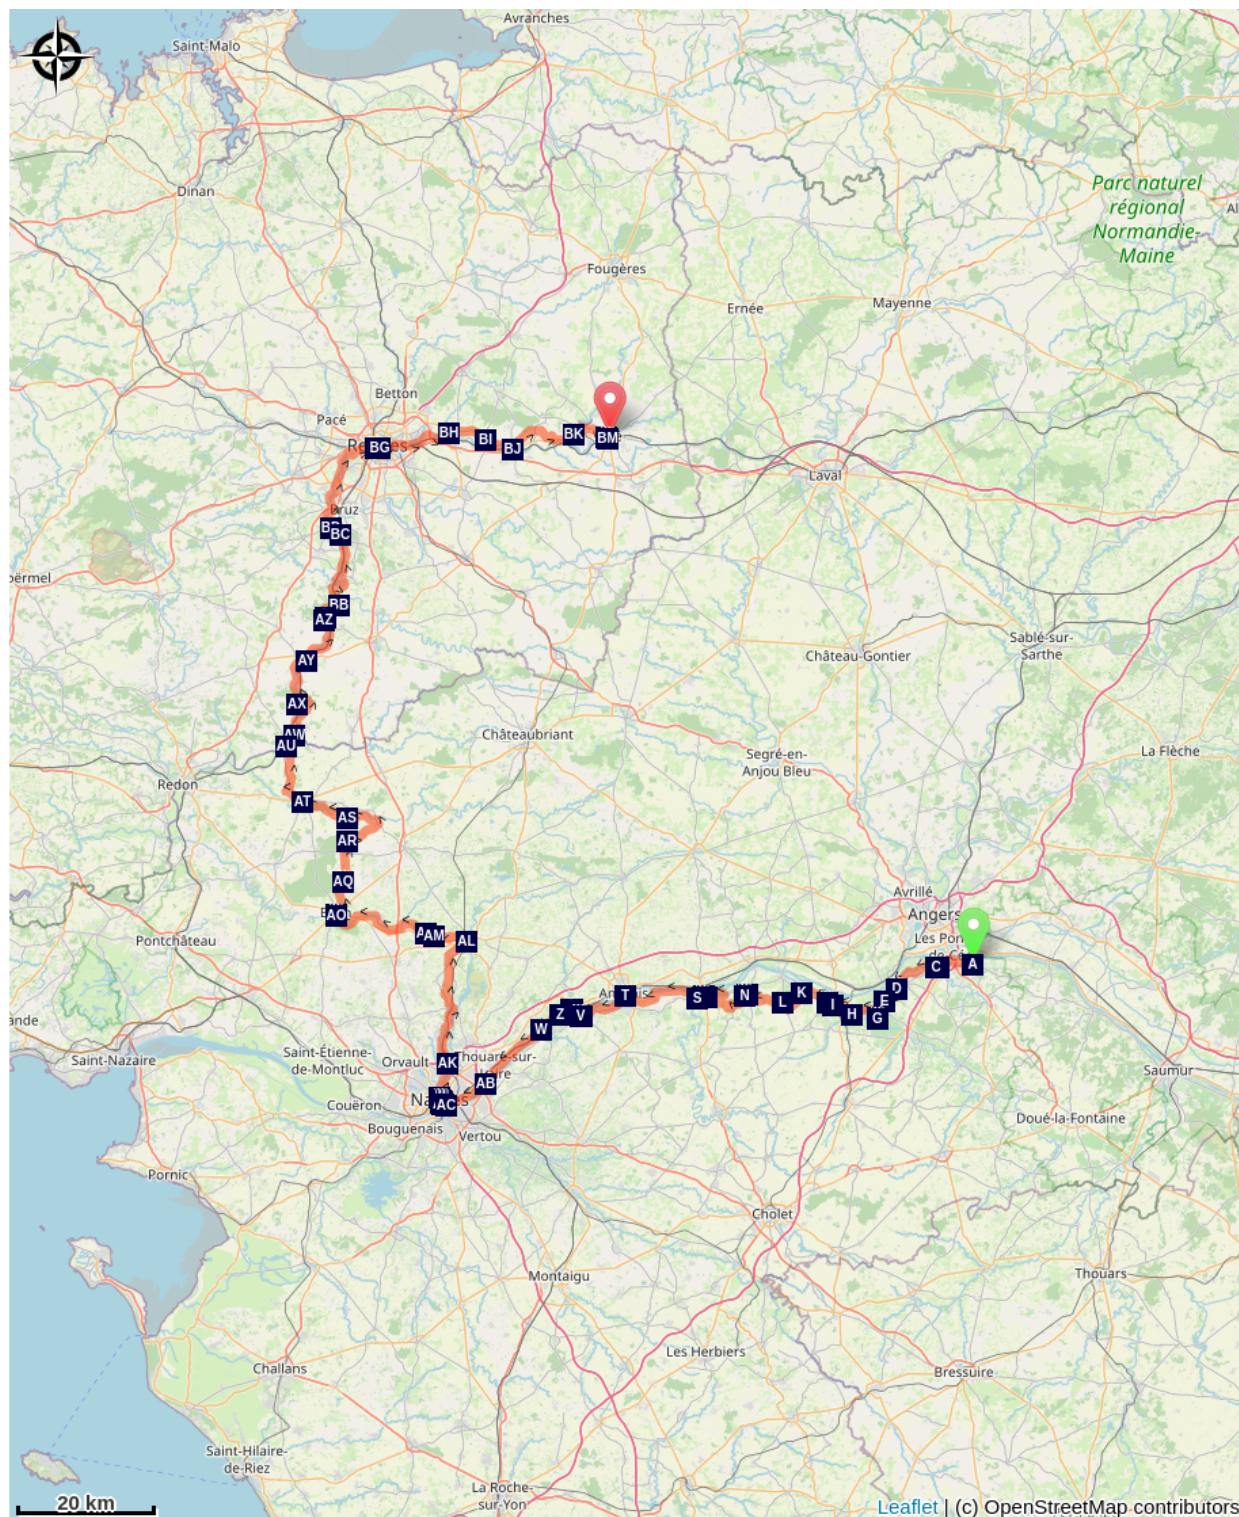 Avranches
Saint-Malo
Parc naturel
régional
Normandie-
Maine
Al
Dinan
Fougères
Ernée
Mayenne
Betton
Pacé
BH
BI
BJ
BK
BM
BG
Laval
BC
oërmel
BB
AZ
Sablé-sur-
Sarthe
Château-Gontier
AY
AX
AU
Châteaubriant
La Flèche
Segré-en-
Anjou Bleu
Redon
AT
AS
AR
AQ
AO
Avrillé
Angers
AM
AL
Pontchâteau
A
C
D
E
G
H
I
K
L
N
S
T
V
Z
W
ande
Saint-Nazaire
Saint-Étienne-
de-Montluc
Orvault
AK
AB
Saumur
AC
Couëron
Bouguenais
Vertou
Doué-la-Fontaine
Pornic
Cholet
Montaigu
Thouars
Les Herbiers
Challans
Bressuire
Saint-Hilaire-
de-Riez
La Roche-
sur-Yon
20 km
Leaflet | (c) OpenStreetMap contributors